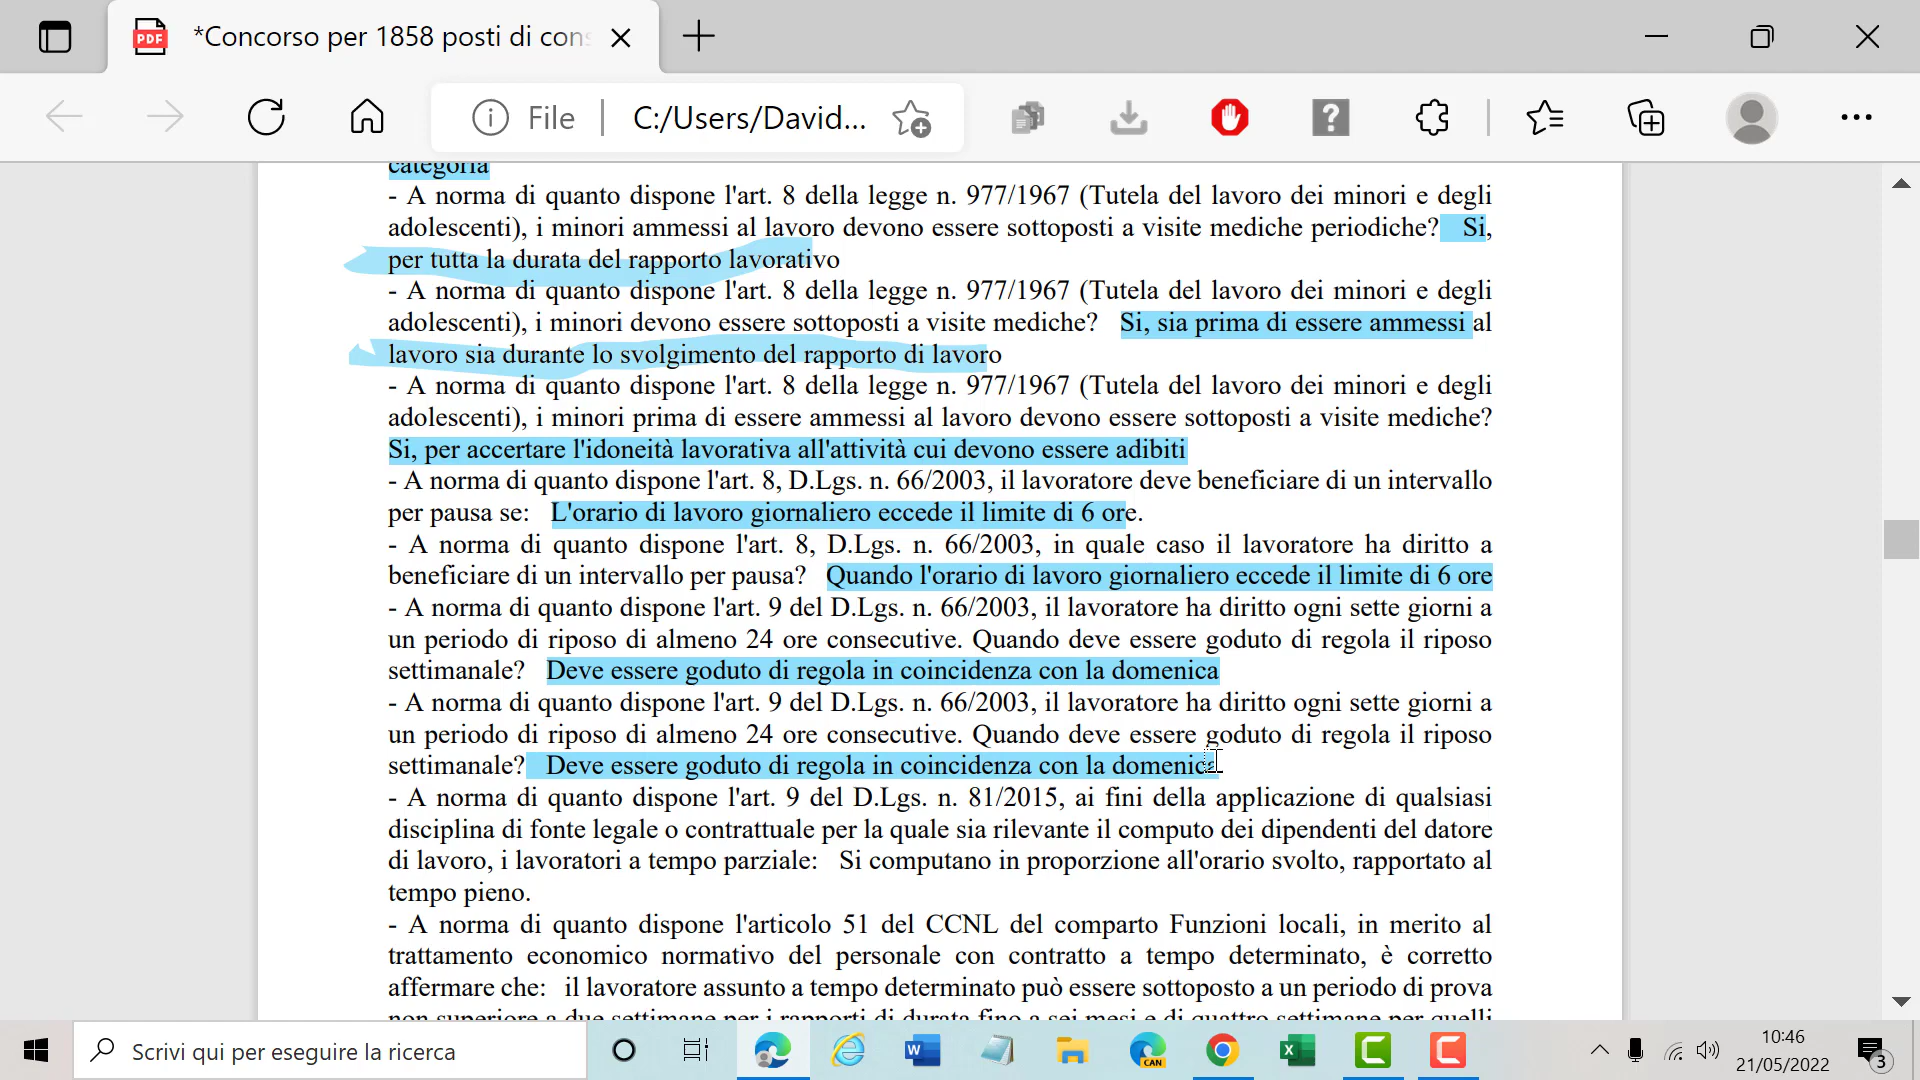 *Concorso per 1858 posti di cons
File
C:/Users/David...
categoria
- A norma di quanto dispone l'art. 8 della legge n. 977/1967 (Tutela del lavoro dei minori e degli
adolescenti), i minori ammessi al lavoro devono essere sottoposti a visite mediche periodiche? Si,
per tutta la durata del rapporto lavorativo
- A norma di quanto dispone l'art. 8 della legge n. 977/1967 (Tutela del lavoro dei minori e degli
adolescenti), i minori devono essere sottoposti a visite mediche? Si, sia prima di essere ammessi al
lavoro sia durante lo svolgimento del rapporto di lavoro
- A norma di quanto dispone l'art. 8 della legge n. 977/1967 (Tutela del lavoro dei minori e degli
adolescenti), i minori prima di essere ammessi al lavoro devono essere sottoposti a visite mediche?
Si, per accertare l'idoneità lavorativa all'attività cui devono essere adibiti
- A norma di quanto dispone l'art. 8, D.Lgs. n. 66/2003, il lavoratore deve beneficiare di un intervallo
per pausa se: L'orario di lavoro giornaliero eccede il limite di 6 ore.
- A norma di quanto dispone l'art. 8, D.Lgs. n. 66/2003, in quale caso il lavoratore ha diritto a
beneficiare di un intervallo per pausa? Quando l'orario di lavoro giornaliero eccede il limite di 6 ore
- A norma di quanto dispone l'art. 9 del D.Lgs. n. 66/2003, il lavoratore ha diritto ogni sette giorni a
un periodo di riposo di almeno 24 ore consecutive. Quando deve essere goduto di regola il riposo
settimanale? Deve essere goduto di regola in coincidenza con la domenica
- A norma di quanto dispone l'art. 9 del D.Lgs. n. 66/2003, il lavoratore ha diritto ogni sette giorni a
un periodo di riposo di almeno 24 ore consecutive. Quando deve essere goduto di regola il riposo
settimanale? Deve essere goduto di regola in coincidenza con la domenica
- A norma di quanto dispone l'art. 9 del D.Lgs. n. 81/2015, ai fini della applicazione di qualsiasi
disciplina di fonte legale o contrattuale per la quale sia rilevante il computo dei dipendenti del datore
di lavoro, i lavoratori a tempo parziale: Si computano in proporzione all'orario svolto, rapportato al
tempo pieno.
- A norma di quanto dispone l'articolo 51 del CCNL del comparto Funzioni locali, in merito al
trattamento economico normativo del personale con contratto a tempo determinato, è corretto
affermare che: il lavoratore assunto a tempo determinato può essere sottoposto a un periodo di prova
non superiore a due settimane per i rapporti di durata fino a sei mesi e di quattro settimane per quelli
Scrivi qui per eseguire la ricerca
CAN
10:46
21/05/2022
3